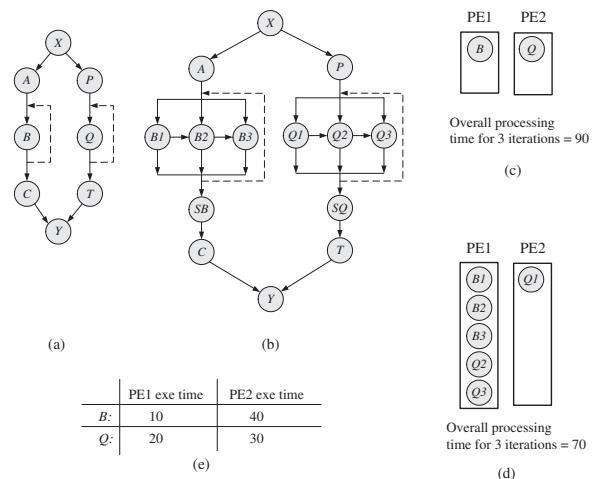 X
A
P
B
Q
C
T
Y
(a)
X
A
P
B1
B2
B3
Q1
Q2
Q3
SB
SQ
C
T
Y
(b)
PE1
PE2
B
Q
Overall processing
time for 3 iterations = 90
(c)
PE1
PE2
B1
Q1
B2
B3
Q2
Q3
Overall processing
time for 3 iterations = 70
(d)
PE1 exe time PE2 exe time
B: 10 40
Q: 20 30
(e)